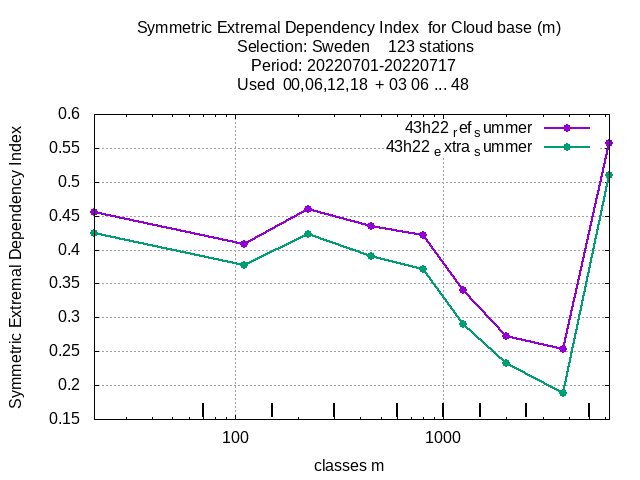 Symmetric Extremal Dependency Index  for Cloud base (m)
Selection: Sweden    123 stations
Period: 20220701-20220717
Used  00,06,12,18  + 03 06 ... 48
Symmetric Extremal Dependency Index
0.6
0.55
0.5
0.45
0.4
0.35
0.3
0.25
0.2
0.15
43h22 ref summer
43h22 extra summer
100 1000
classes m